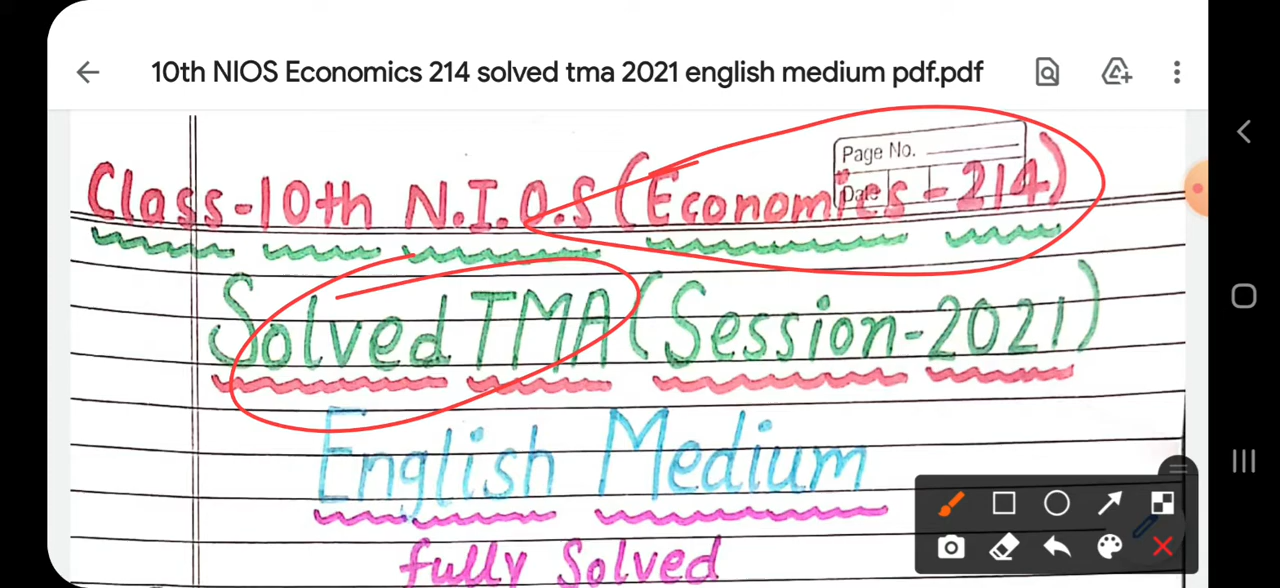 10th NIOS Economics 214 solved tma 2021 english medium pdf.pdf
Page No.
Date
Class-10th N.I.O.S (Economics-214)
Solved TMA (Session-2021)
English Medium
fully Solved